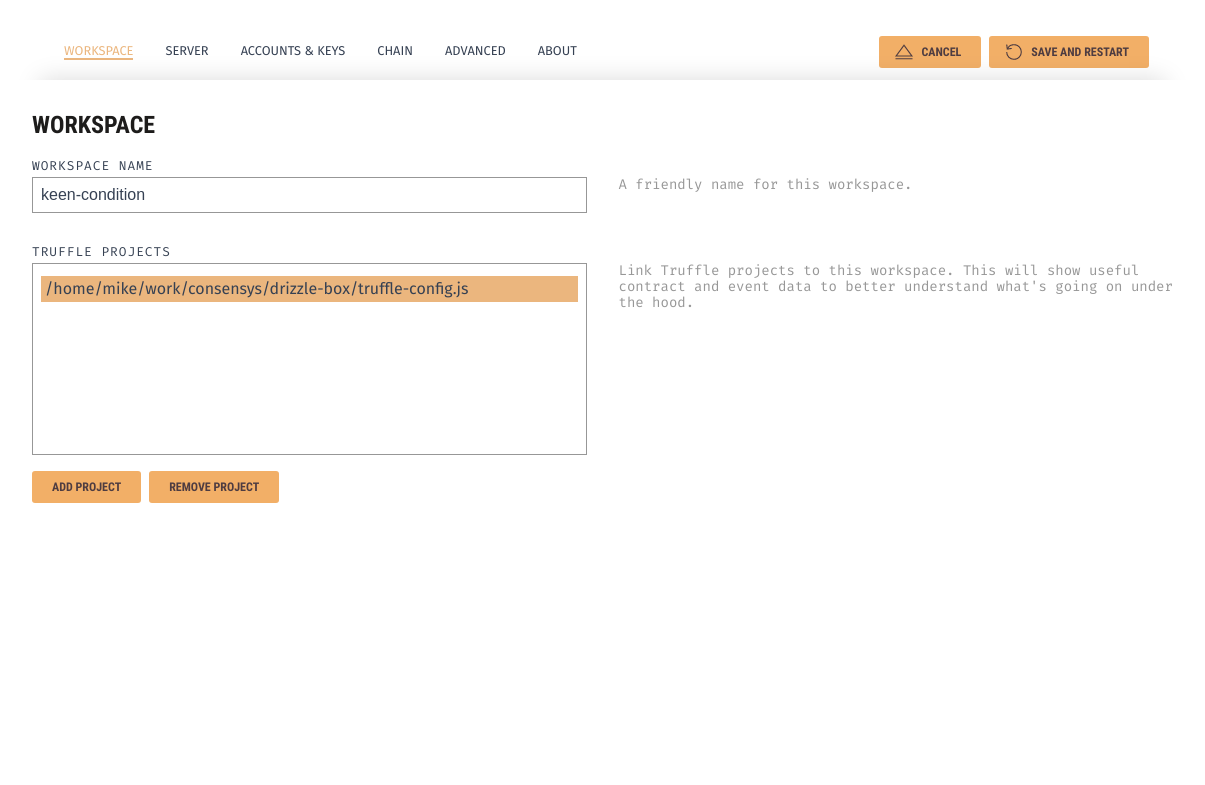 WORKSPACE SERVER ACCOUNTS & KEYS CHAIN ADVANCED ABOUT CANCEL SAVE AND RESTART
WORKSPACE
WORKSPACE NAME
keen-condition
A friendly name for this workspace.
TRUFFLE PROJECTS
/home/mike/work/consensys/drizzle-box/truffle-config.js
Link Truffle projects to this workspace. This will show useful
contract and event data to better understand what's going on under
the hood.
ADD PROJECT REMOVE PROJECT